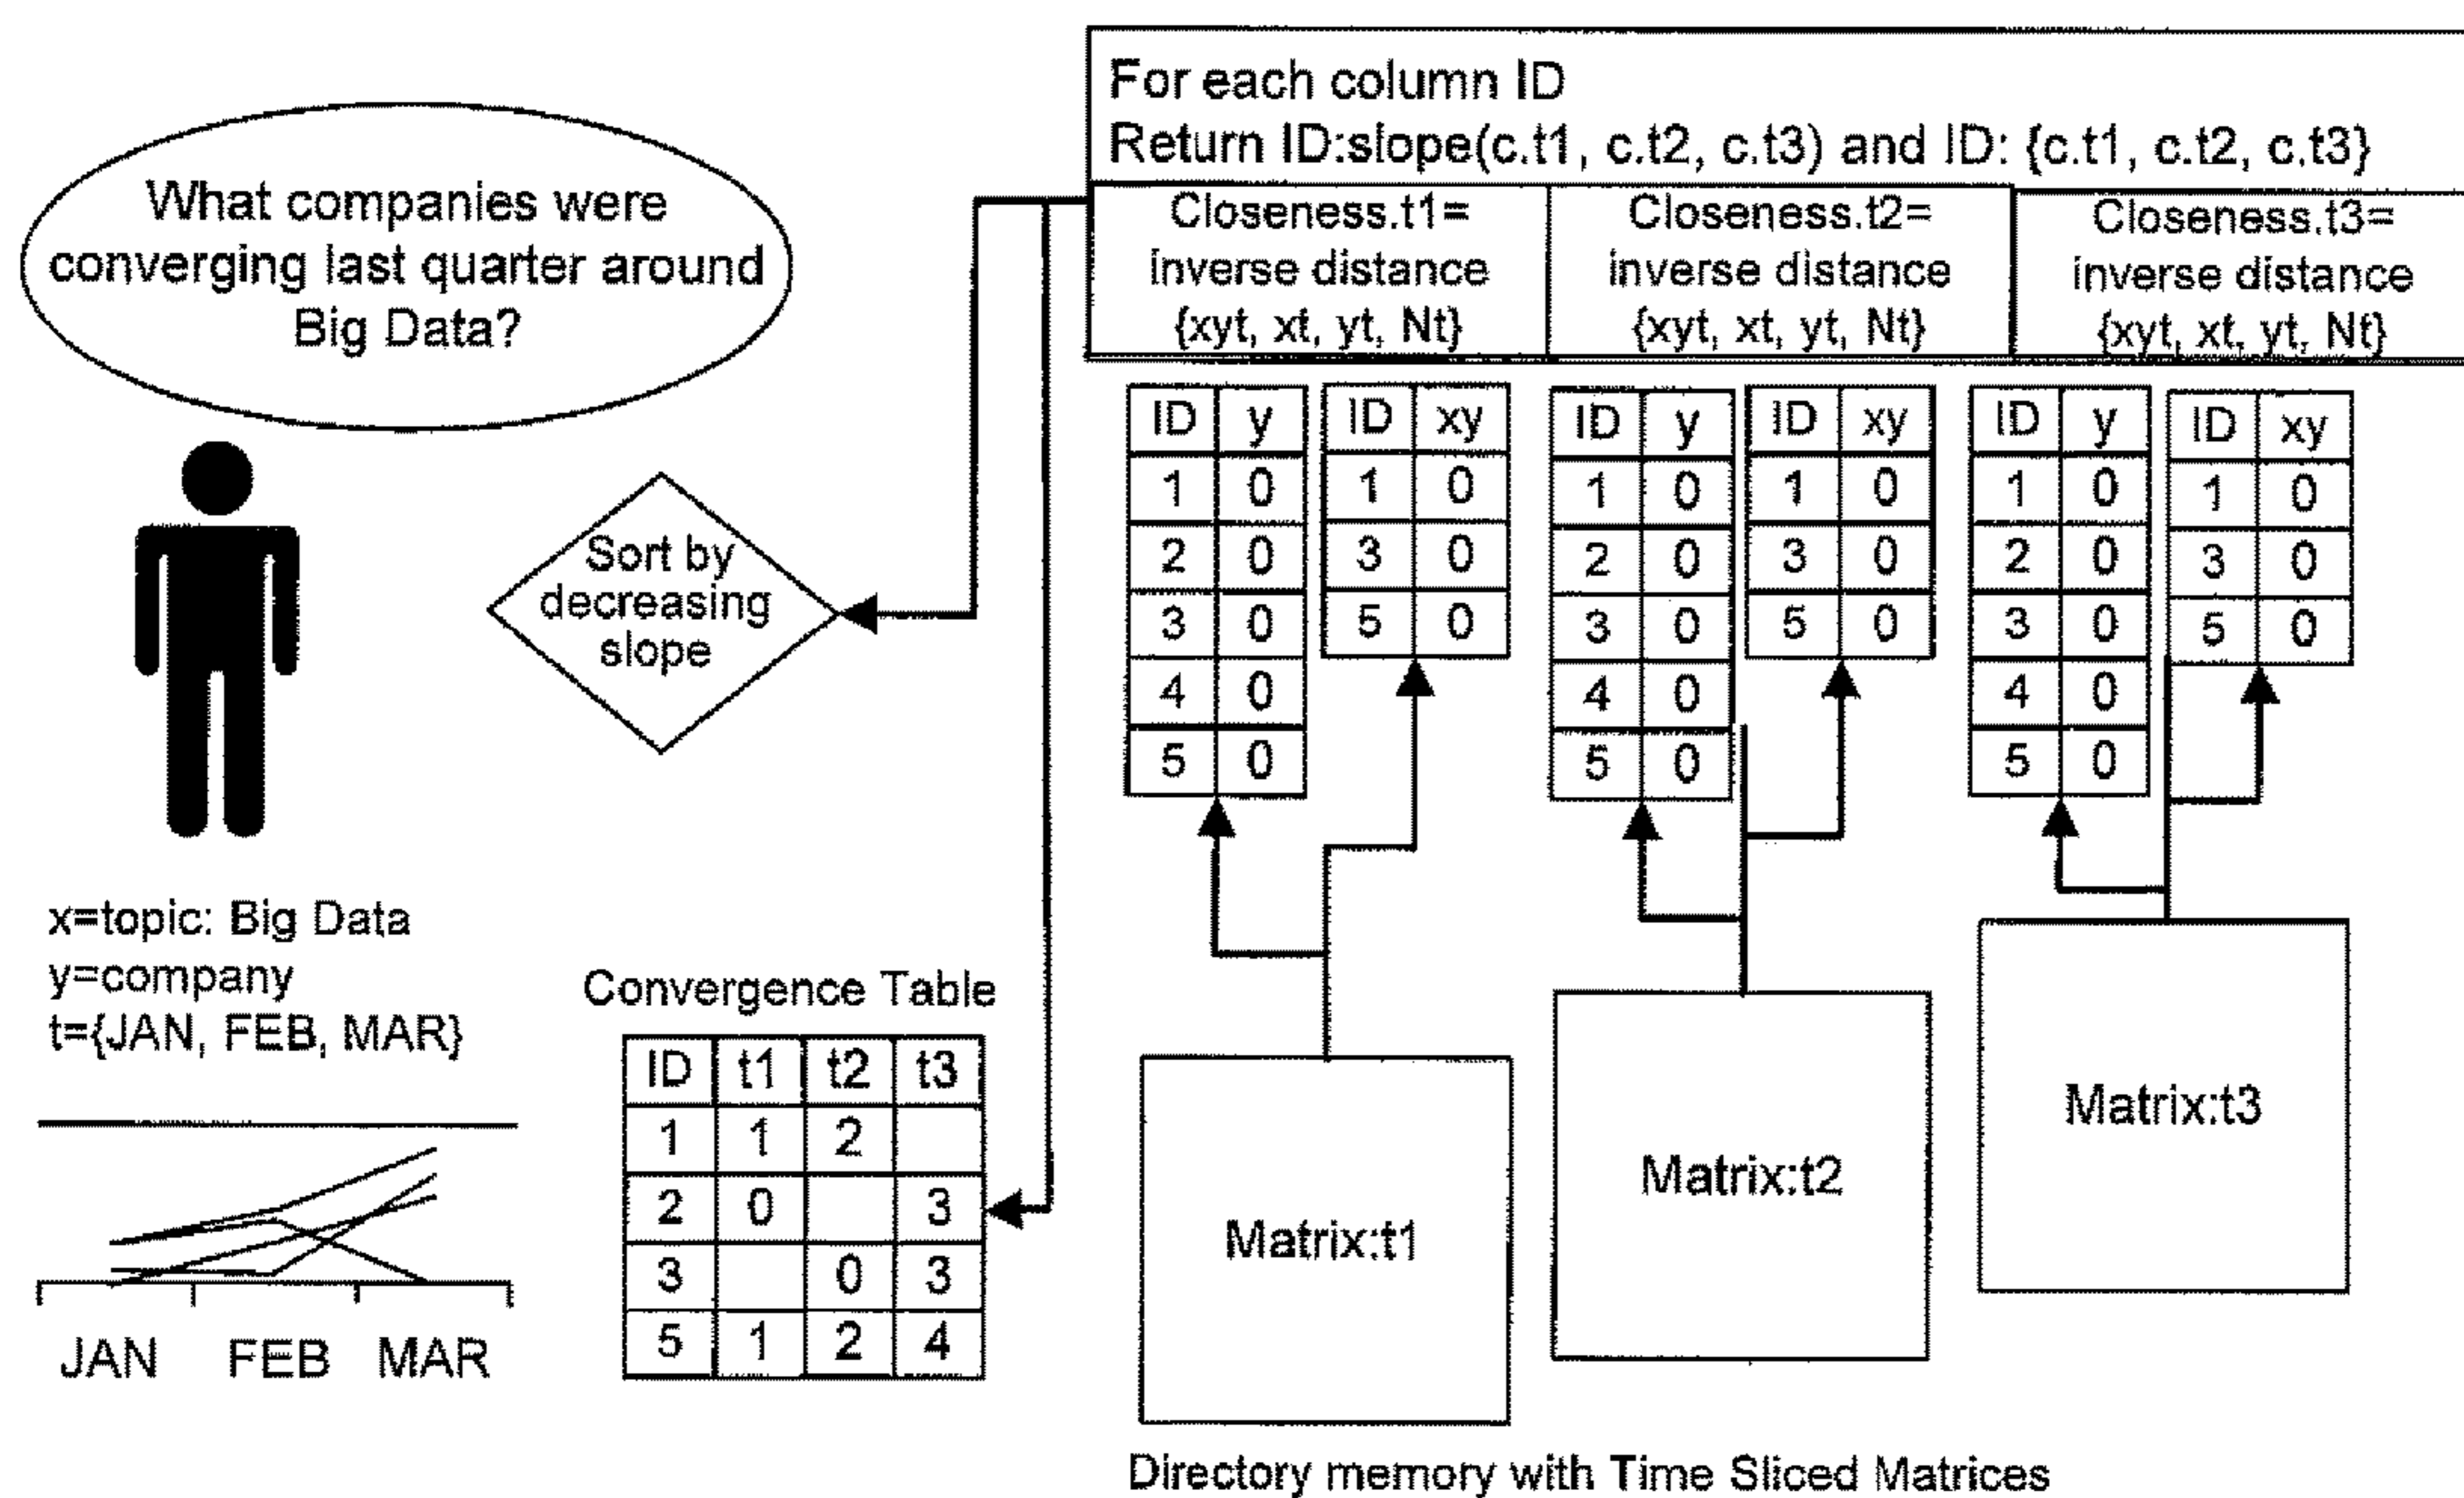 What companies were
converging last quarter around
Big Data?
For each column ID
Return ID:slope(c.t1, c.t2, c.t3) and ID: {c.t1, c.t2, c.t3}
Closeness.t1=
inverse distance
{xyt, xt, yt, Nt}
Closeness.t2=
inverse distance
{xyt, xt, yt, Nt}
Closeness.t3=
inverse distance
{xyt, xt, yt, Nt}
Sort by
decreasing
slope
ID y
1 0
2 0
3 0
4 0
5 0
ID xy
1 0
3 0
5 0
ID y
1 0
2 0
3 0
4 0
5 0
ID xy
1 0
3 0
5 0
ID y
1 0
2 0
3 0
4 0
5 0
ID xy
1 0
3 0
5 0
x=topic: Big Data
y=company
t={JAN, FEB, MAR}
JAN FEB MAR
Convergence Table
ID t1 t2 t3
1 1 2
2 0 3
3 0 3
5 1 2 4
Matrix:t1
Matrix:t2
Matrix:t3
Directory memory with Time Sliced Matrices